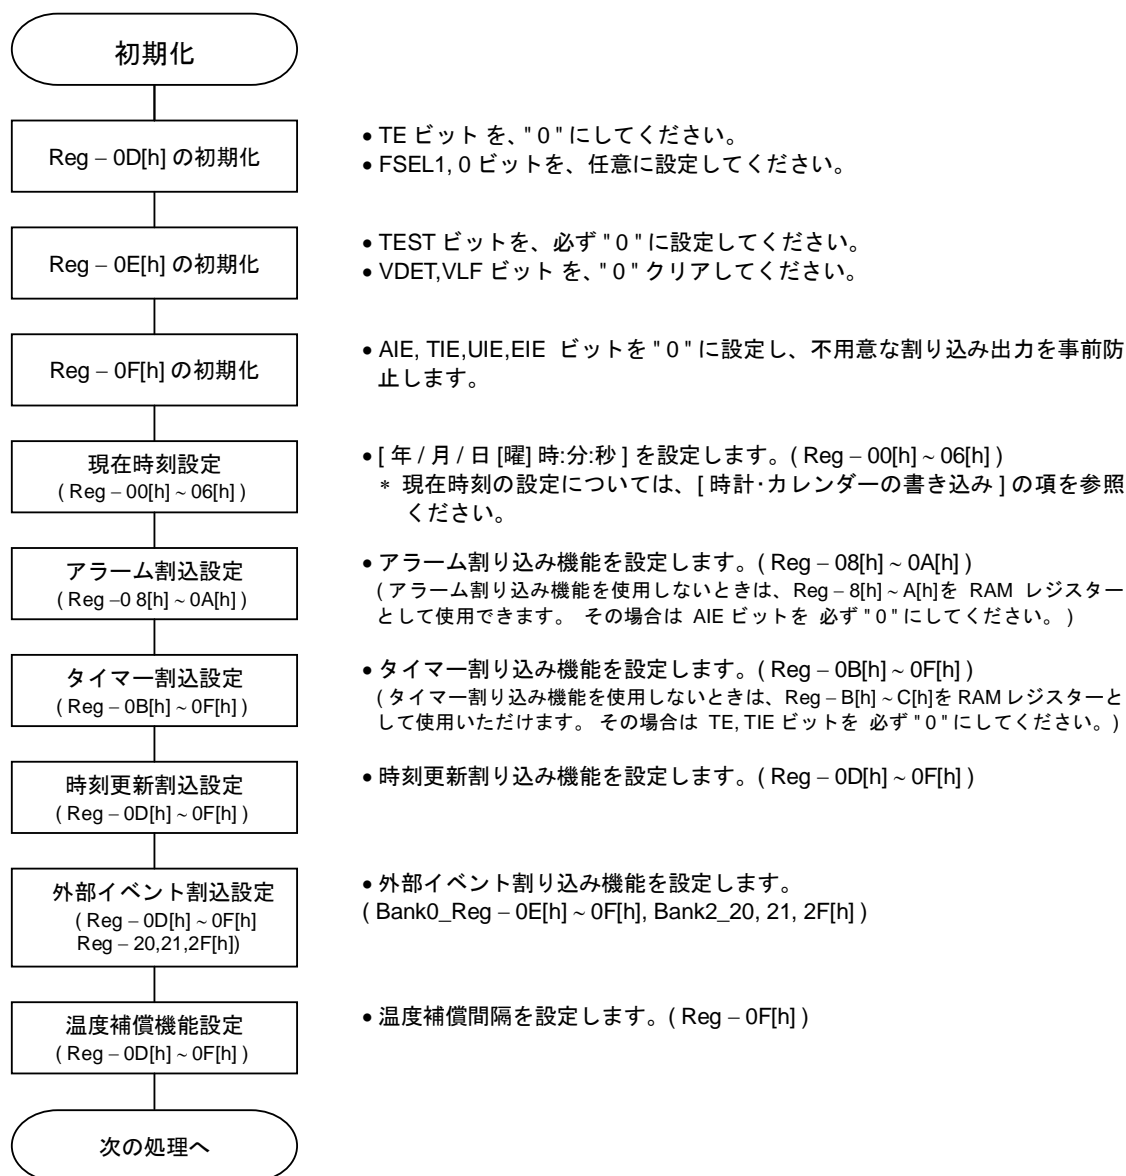 初期化
Reg – 0D[h] の初期化
• TE ビット を、" 0 " にしてください。
• FSEL1, 0 ビットを、任意に設定してください。
Reg – 0E[h] の初期化
• TEST ビットを、必ず " 0 " に設定してください。
• VDET,VLF ビット を、" 0 " クリアしてください。
Reg – 0F[h] の初期化
• AIE, TIE,UIE,EIE ビットを " 0 " に設定し、不用意な割り込み出力を事前防
止します。
現在時刻設定
( Reg – 00[h] ~ 06[h] )
• [ 年 / 月 / 日 [曜] 時:分:秒 ] を設定します。( Reg – 00[h] ~ 06[h] )
* 現在時刻の設定については、[ 時計･カレンダーの書き込み ] の項を参照
ください。
アラーム割込設定
( Reg –0 8[h] ~ 0A[h] )
• アラーム割り込み機能を設定します。( Reg – 08[h] ~ 0A[h] )
( アラーム割り込み機能を使用しないときは、Reg – 8[h] ~ A[h]を RAM レジスター
として使用できます。 その場合は AIE ビットを 必ず " 0 " にしてください。 )
タイマー割込設定
( Reg – 0B[h] ~ 0F[h] )
• タイマー割り込み機能を設定します。( Reg – 0B[h] ~ 0F[h] )
( タイマー割り込み機能を使用しないときは、Reg – B[h] ~ C[h]を RAM レジスターと
して使用いただけます。 その場合は TE, TIE ビットを 必ず " 0 " にしてください。)
時刻更新割込設定
( Reg – 0D[h] ~ 0F[h] )
• 時刻更新割り込み機能を設定します。( Reg – 0D[h] ~ 0F[h] )
外部イベント割込設定
( Reg – 0D[h] ~ 0F[h]
Reg – 20,21,2F[h])
• 外部イベント割り込み機能を設定します。
( Bank0_Reg – 0E[h] ~ 0F[h], Bank2_20, 21, 2F[h] )
温度補償機能設定
( Reg – 0D[h] ~ 0F[h] )
• 温度補償間隔を設定します。( Reg – 0F[h] )
次の処理へ